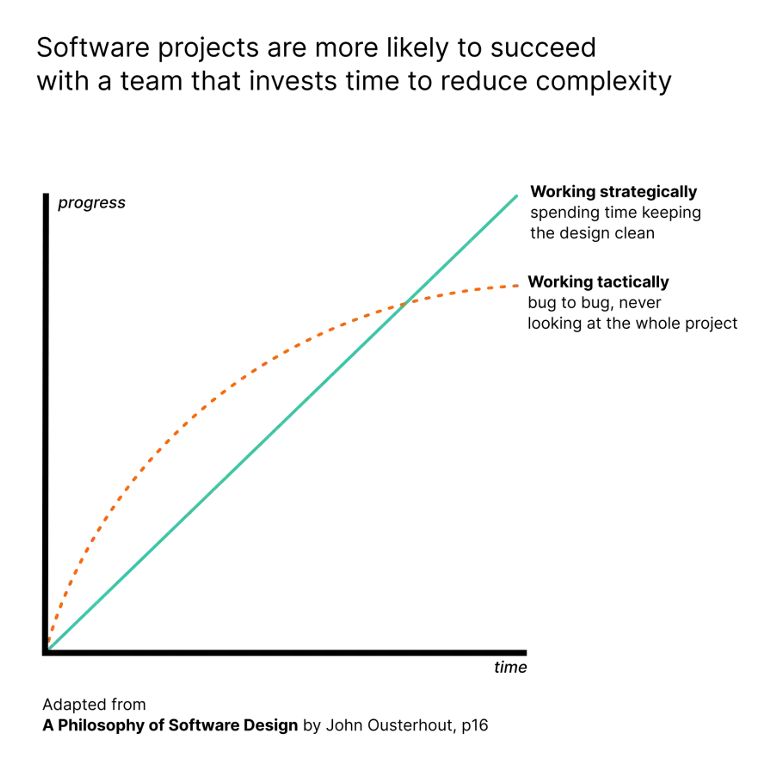 Software projects are more likely to succeed
with a team that invests time to reduce complexity
progress
Working strategically
spending time keeping
the design clean
Working tactically
bug to bug, never
looking at the whole project
time
Adapted from
A Philosophy of Software Design by John Ousterhout, p16